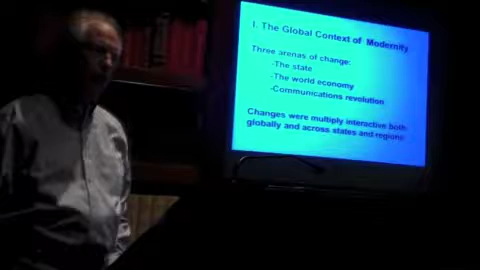 I. The Global Context of Modernity
Three arenas of change:
-The state
-The world economy
-Communications revolution
Changes were multiply interactive both
globally and across states and regions